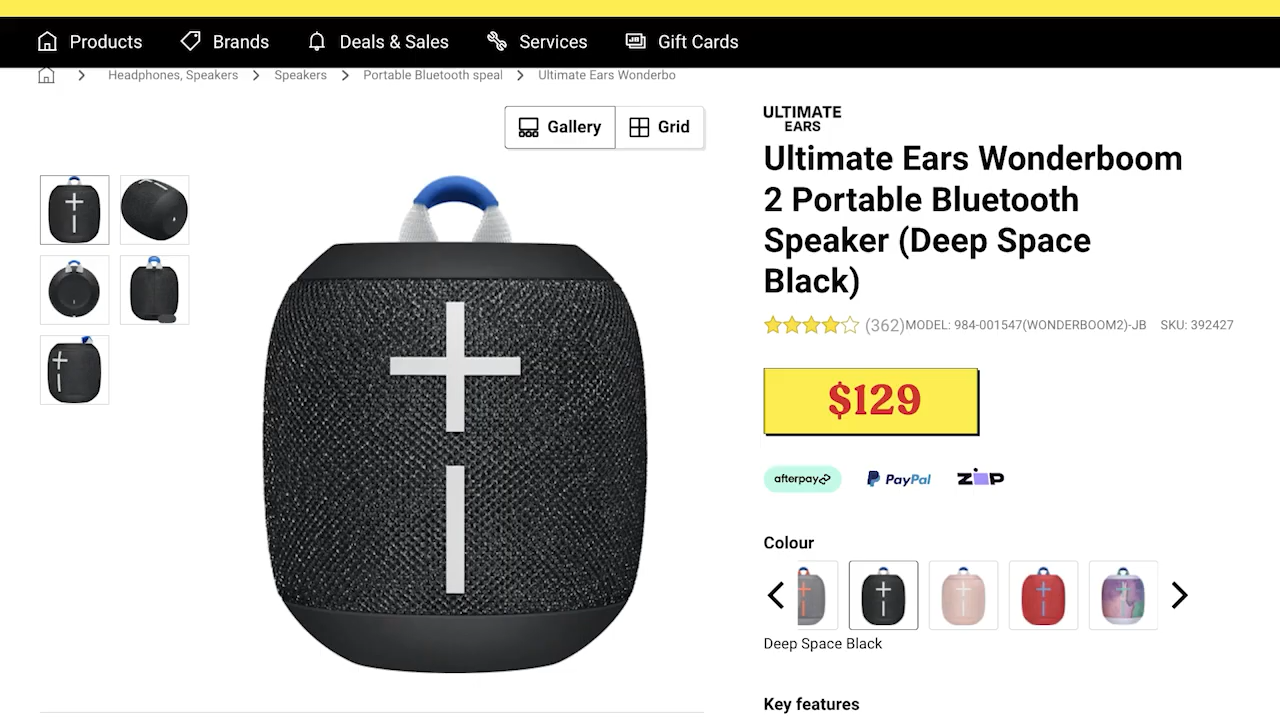 Products Brands Deals & Sales Services JB Gift Cards
Headphones, Speakers Speakers Portable Bluetooth speal Ultimate Ears Wonderbo
Gallery Grid
ULTIMATE
EARS
Ultimate Ears Wonderboom
2 Portable Bluetooth
Speaker (Deep Space
Black)
(362)MODEL: 984-001547(WONDERBOOM2)-JB SKU: 392427
$129
afterpay PayPal ZIP
Colour
Deep Space Black
Key features